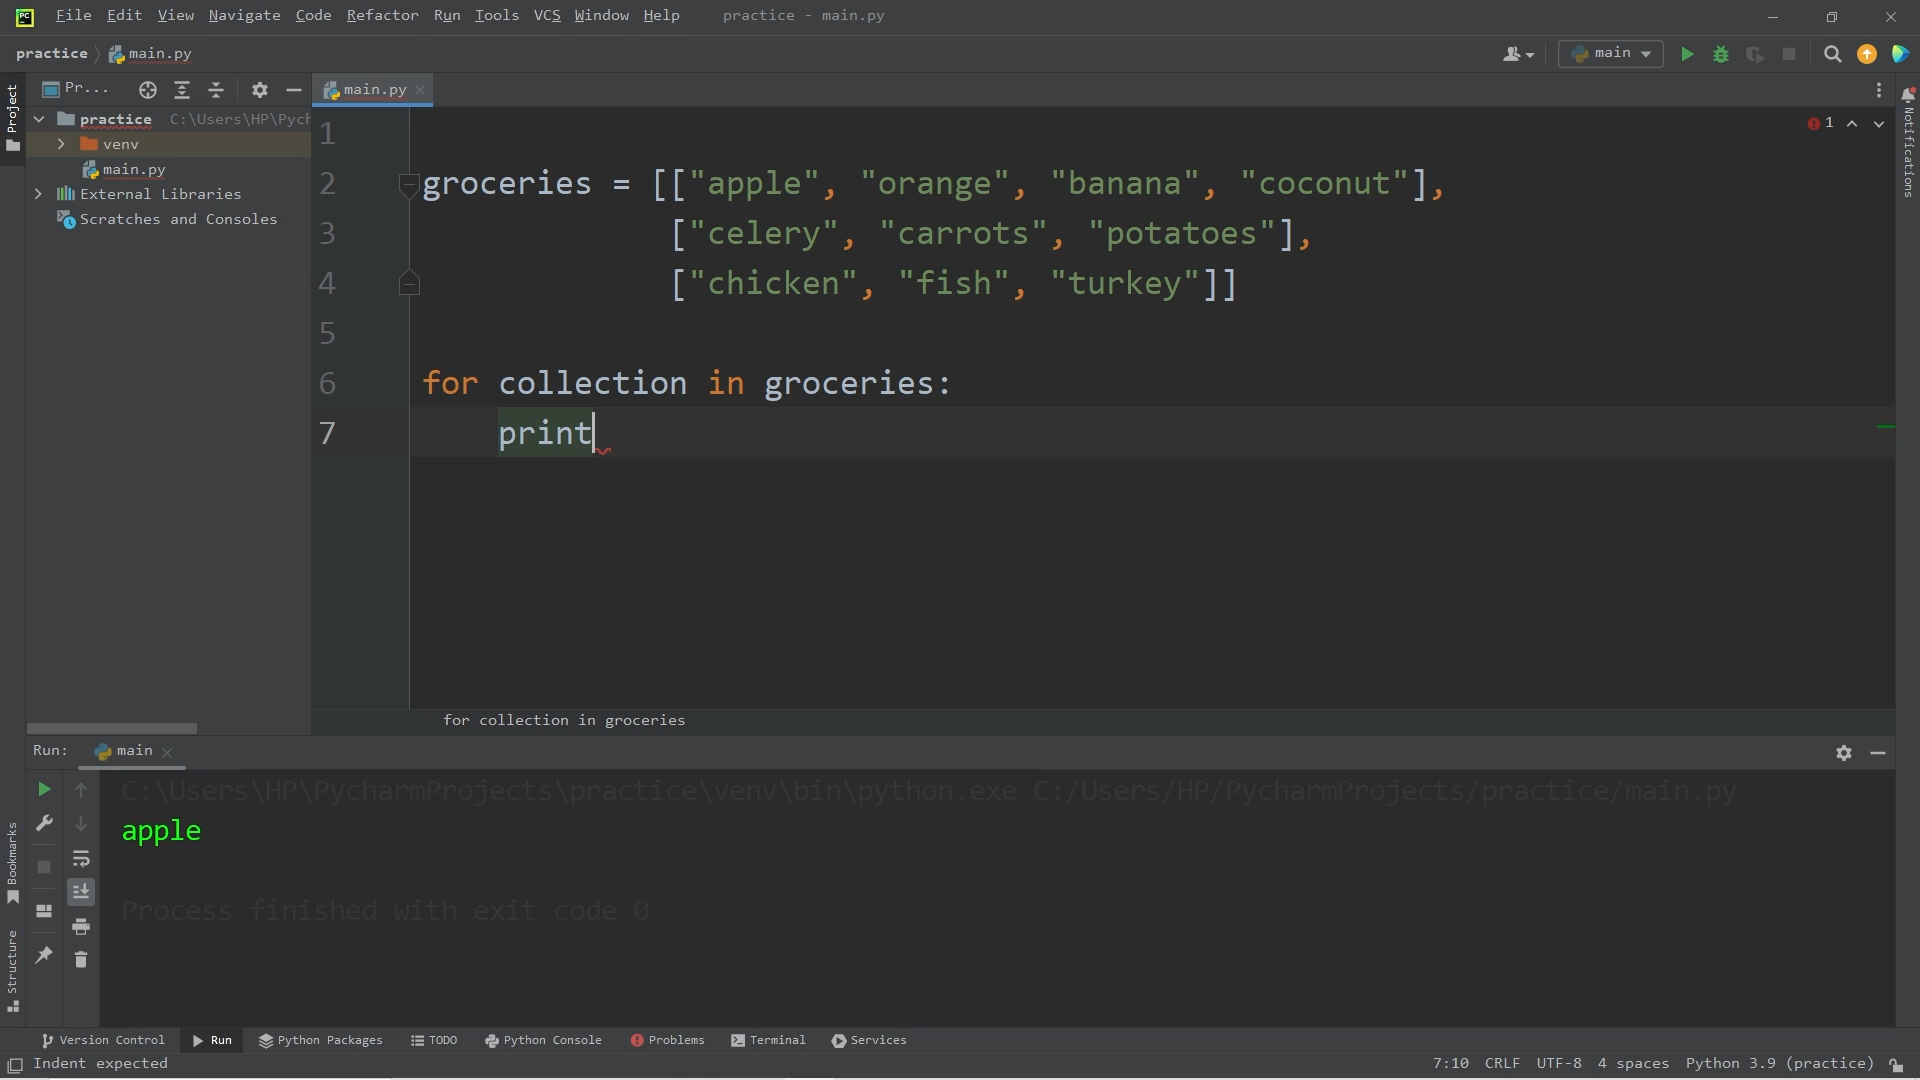 File Edit View Navigate Code Refactor Run Tools VCS Window Help practice - main.py
practice main.py main
Pr... main.py
Project
practice C:\Users\HP\Pych
venv
main.py
External Libraries
Scratches and Consoles
1
2 groceries = [["apple", "orange", "banana", "coconut"],
3 ["celery", "carrots", "potatoes"],
4 ["chicken", "fish", "turkey"]]
5
6 for collection in groceries:
7 print
1
Notifications
for collection in groceries
Run: main
C:\Users\HP\PycharmProjects\practice\venv\bin\python.exe C:/Users/HP/PycharmProjects/practice/main.py
apple
Process finished with exit code 0
Bookmarks
Structure
Version Control Run Python Packages TODO Python Console Problems Terminal Services
Indent expected 7:10 CRLF UTF-8 4 spaces Python 3.9 (practice)